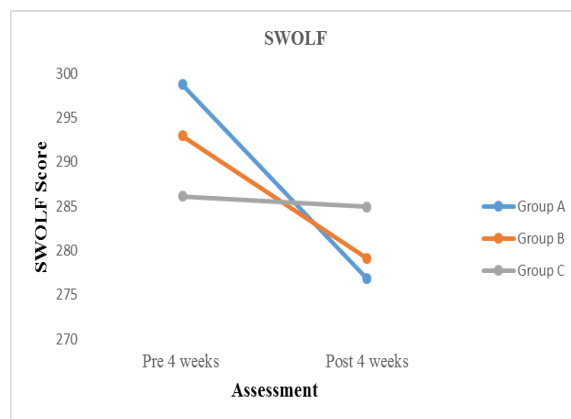 SWOLF
300
295
290
285
280
275
270
SWOLF Score
Pre 4 weeks
Post 4 weeks
Assessment
Group A
Group B
Group C